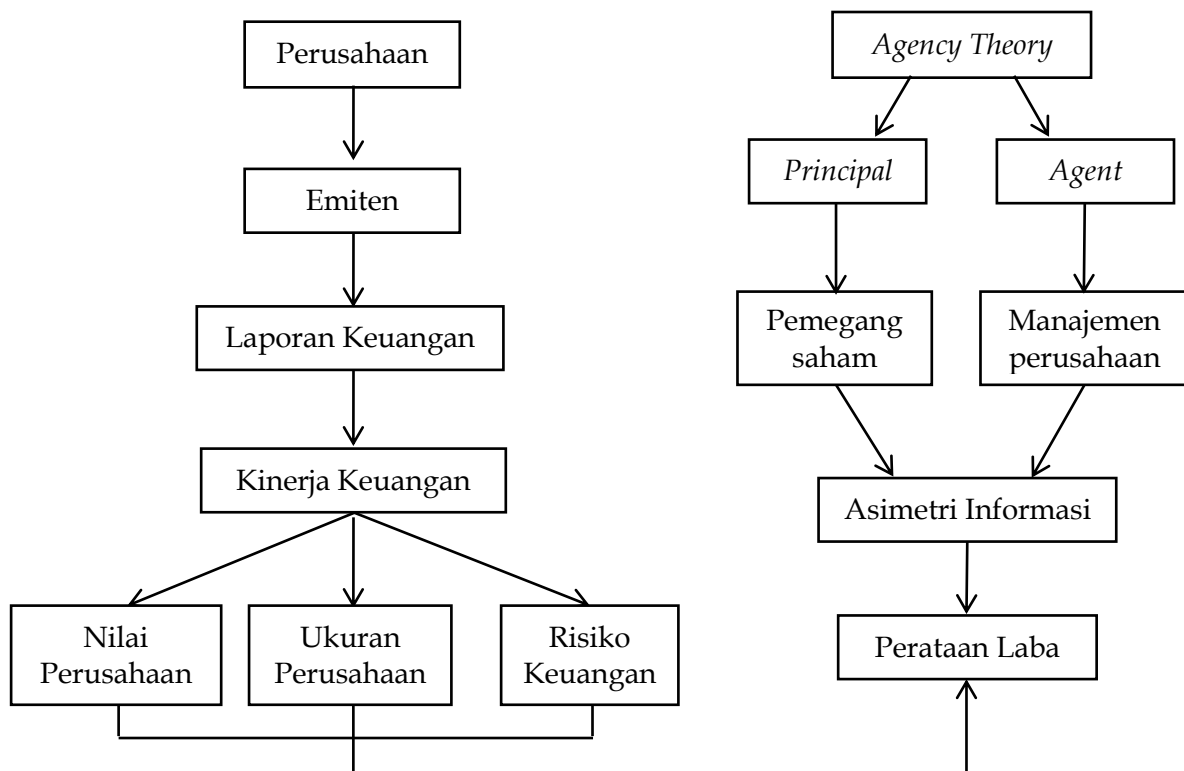 Perusahaan
Emiten
Laporan Keuangan
Kinerja Keuangan
Nilai
Perusahaan
Ukuran
Perusahaan
Risiko
Keuangan
Agency Theory
Principal
Agent
Pemegang
saham
Manajemen
perusahaan
Asimetri Informasi
Perataan Laba